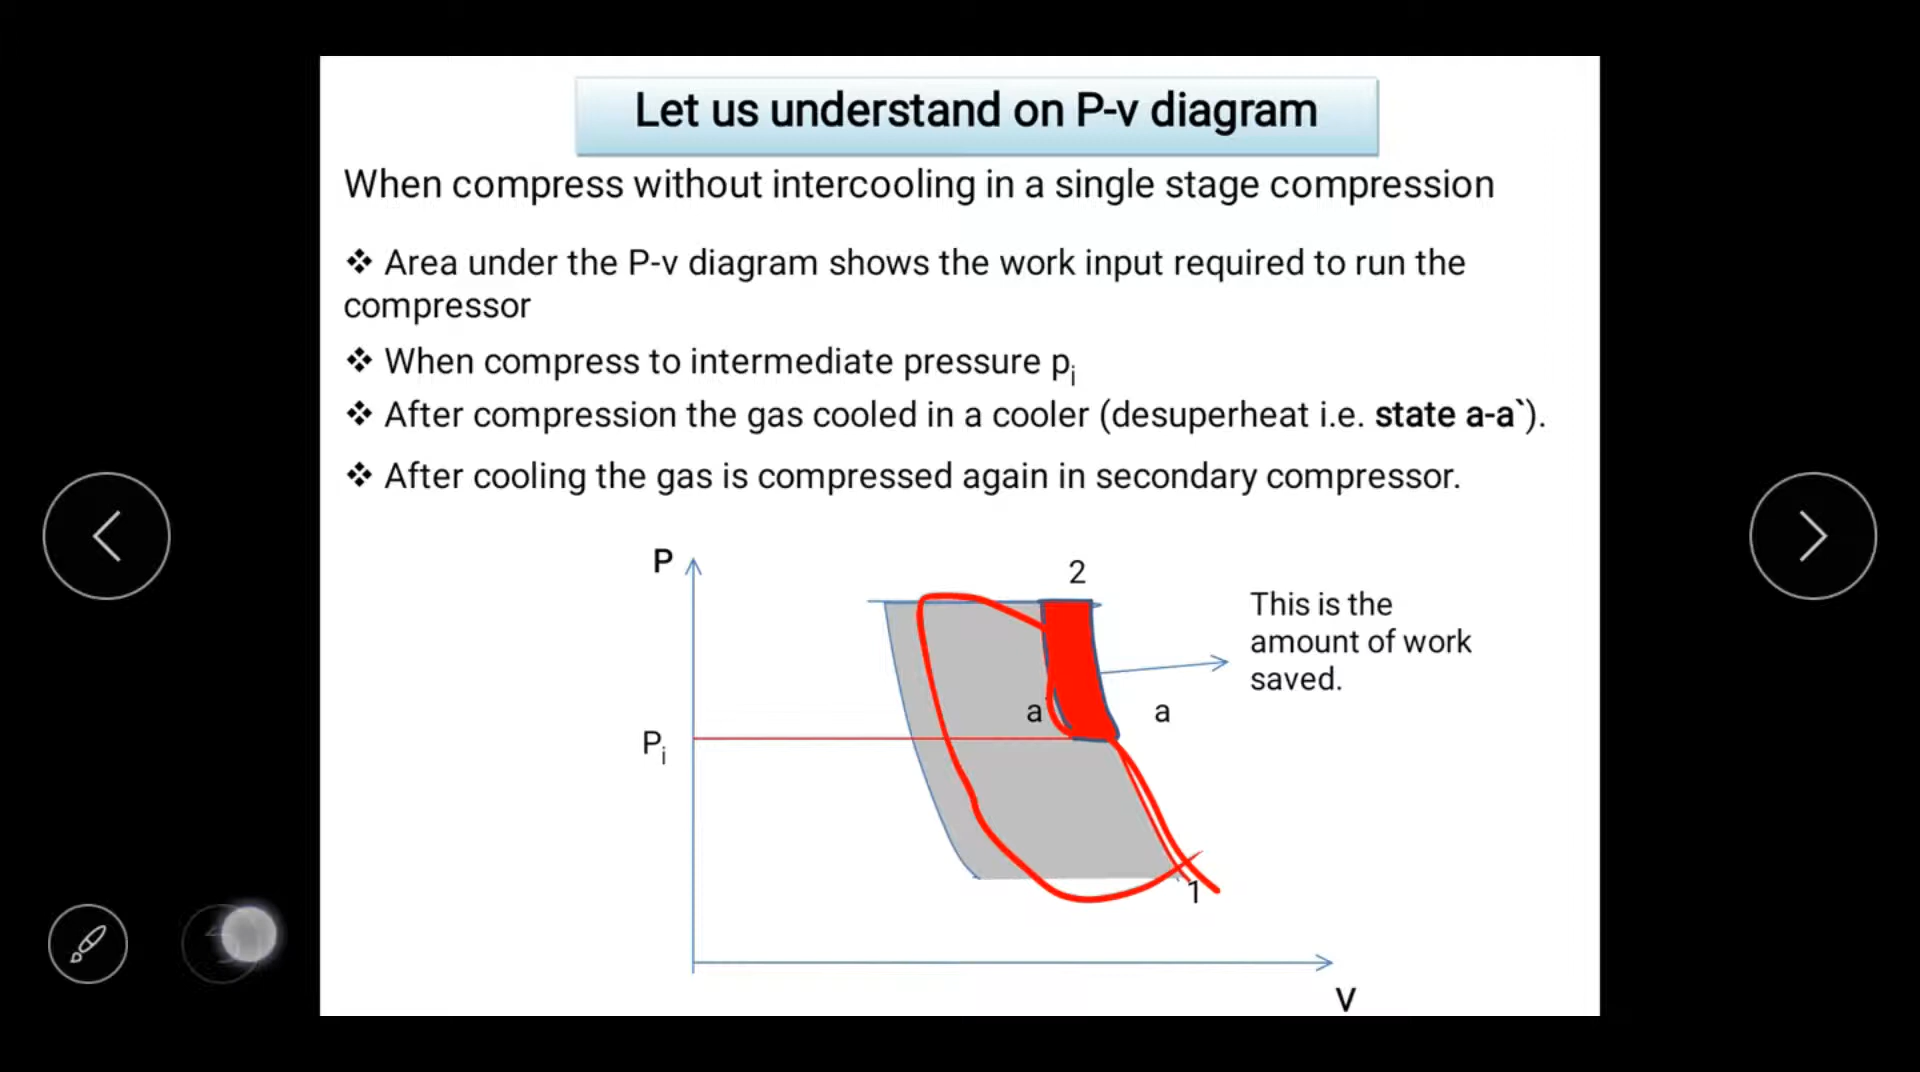 Let us understand on P-v diagram
When compress without intercooling in a single stage compression
❖ Area under the P-v diagram shows the work input required to run the
compressor
❖ When compress to intermediate pressure pi
❖ After compression the gas cooled in a cooler (desuperheat i.e. state a-a`).
❖ After cooling the gas is compressed again in secondary compressor.
P
2
This is the
amount of work
saved.
a
a
Pi
1
V